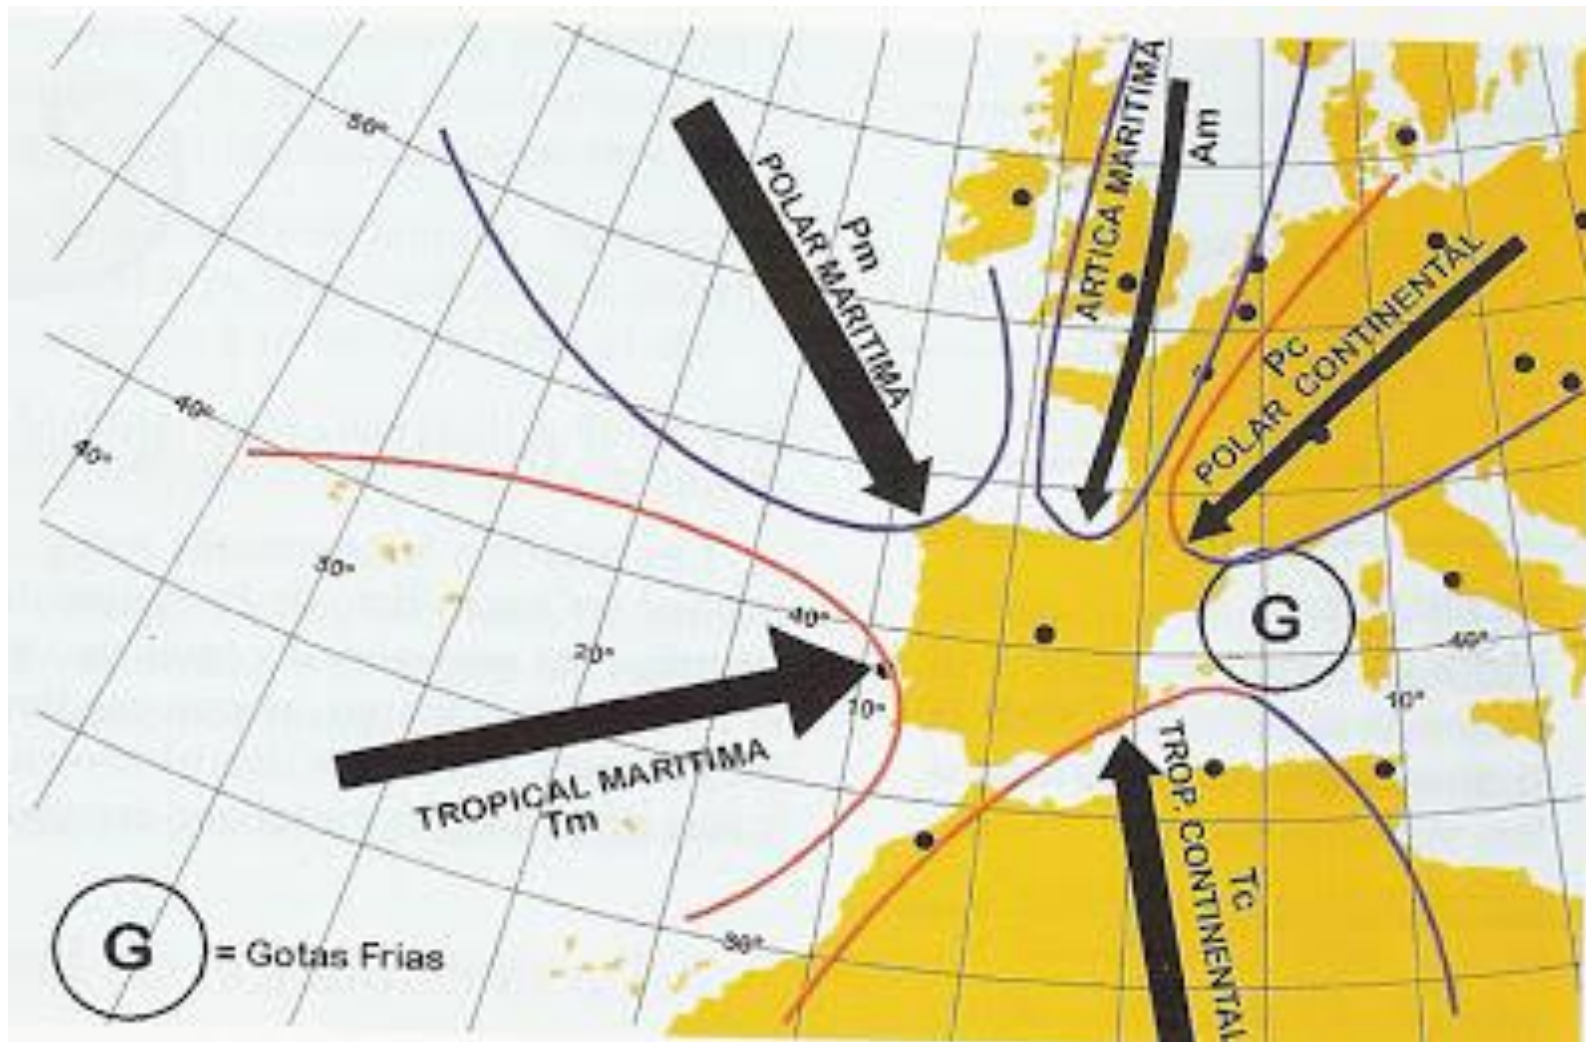 50°
40°
40°
30°
20°
40°
10°
30°
40°
10°
Pm
POLAR MARITIMA
ARTICA MARITIMA
Am
Pc
POLAR CONTINENTAL
G
TROPICAL MARITIMA
Tm
TROP. CONTINENTAL
Tc
G
= Gotas Frias